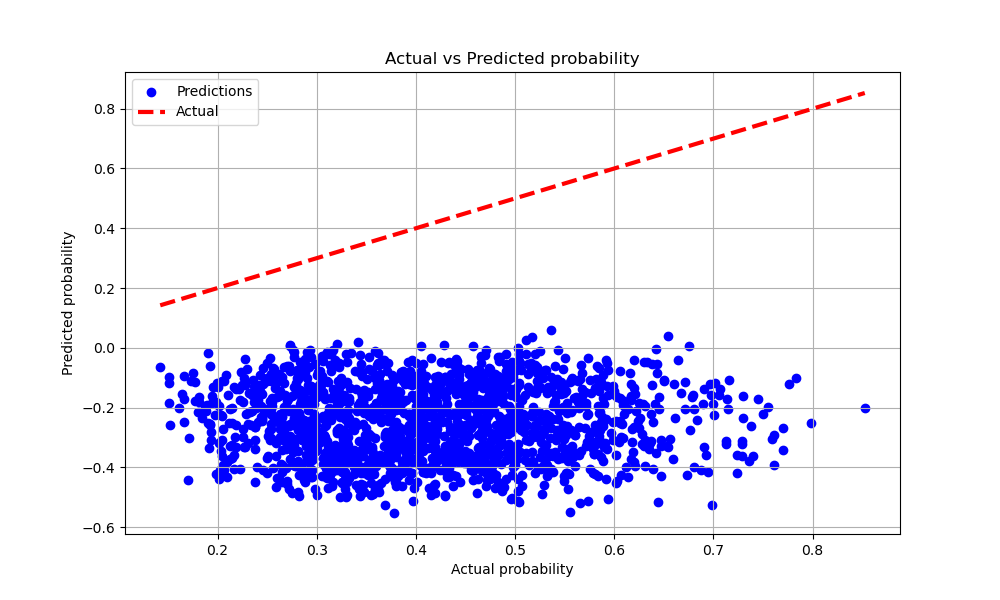 Actual vs Predicted probability
Predictions
Actual
Predicted probability
0.8
0.6
0.4
0.2
0.0
−0.2
−0.4
−0.6
0.2 0.3 0.4 0.5 0.6 0.7 0.8
Actual probability